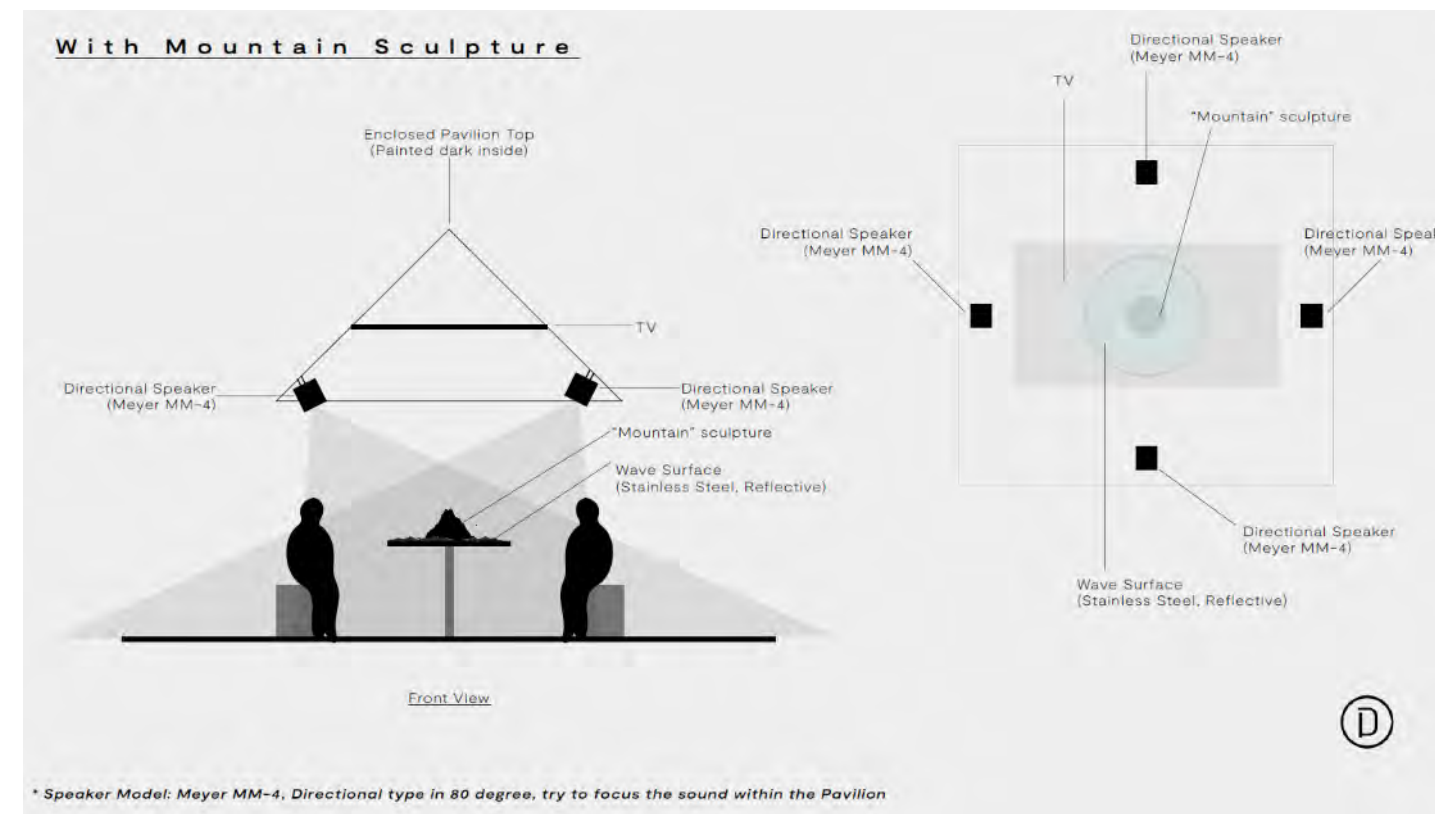 With Mountain Sculpture
Enclosed Pavilion Top
(Painted dark inside)
TV
Directional Speaker
(Meyer MM-4)
Directional Speaker
(Meyer MM-4)
"Mountain" sculpture
Wave Surface
(Stainless Steel, Reflective)
Front View
Directional Speaker
(Meyer MM-4)
TV
"Mountain" sculpture
Directional Speaker
(Meyer MM-4)
Directional Speal
(Meyer MM-4)
Directional Speaker
(Meyer MM-4)
Wave Surface
(Stainless Steel, Reflective)
D
* Speaker Model: Meyer MM-4, Directional type in 80 degree, try to focus the sound within the Pavilion